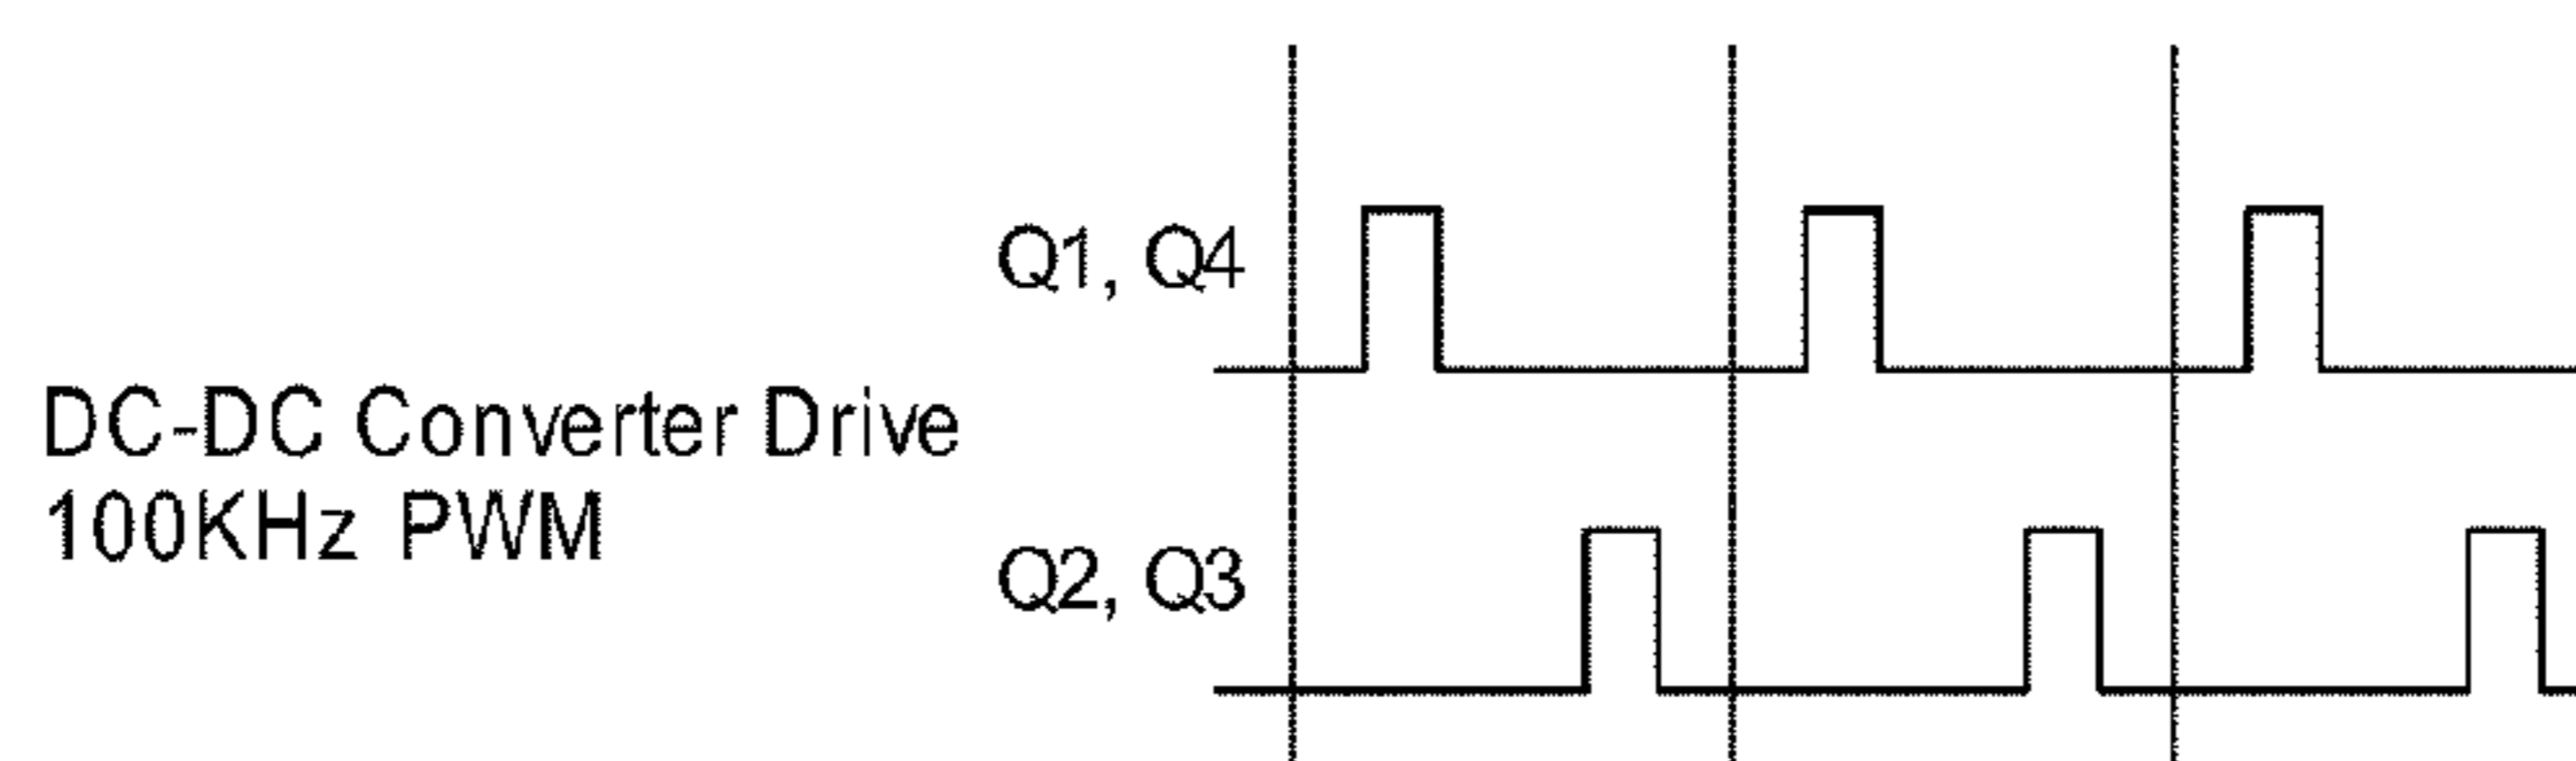 Q1, Q4
DC-DC Converter Drive
100KHz PWM
Q2, Q3